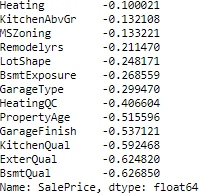 Heating -0.100021
KitchenAbvGr -0.132108
MSZoning -0.133221
Remodelyrs -0.211470
LotShape -0.248171
BsmtExposure -0.268559
GarageType -0.299470
HeatingQC -0.406604
PropertyAge -0.515596
GarageFinish -0.537121
KitchenQual -0.592468
ExterQual -0.624820
BsmtQual -0.626850
Name: SalePrice, dtype: float64